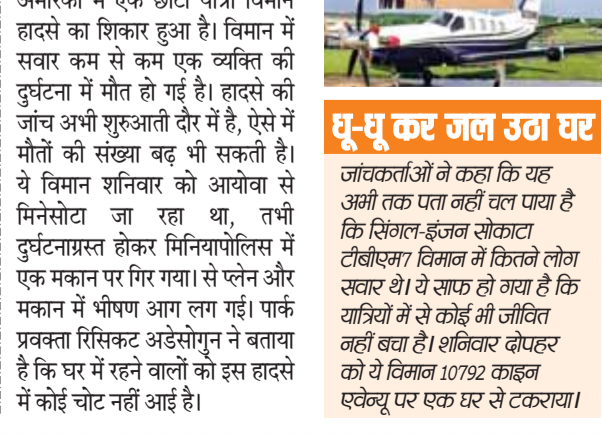 अमेरिका में एक छोटा यात्री विमान
हादसे का शिकार हुआ है। विमान में
सवार कम से कम एक व्यक्ति की
दुर्घटना में मौत हो गई है। हादसे की
जांच अभी शुरुआती दौर में है, ऐसे में
मौतों की संख्या बढ़ भी सकती है।
ये विमान शनिवार को आयोवा से
मिनेसोटा जा रहा था, तभी
दुर्घटनाग्रस्त होकर मिनियापोलिस में
एक मकान पर गिर गया। से प्लेन और
मकान में भीषण आग लग गई। पार्क
प्रवक्ता रिसिकट अडेसोगुन ने बताया
है कि घर में रहने वालों को इस हादसे
में कोई चोट नहीं आई है।
धू-धू कर जल उठा घर
जांचकर्ताओं ने कहा कि यह
अभी तक पता नहीं चल पाया है
कि सिंगल-इंजन सोकाटा
टीबीएम7 विमान में कितने लोग
सवार थे। ये साफ हो गया है कि
यात्रियों में से कोई भी जीवित
नहीं बचा है। शनिवार दोपहर
को ये विमान 10792 काइन
एवेन्यू पर एक घर से टकराया।